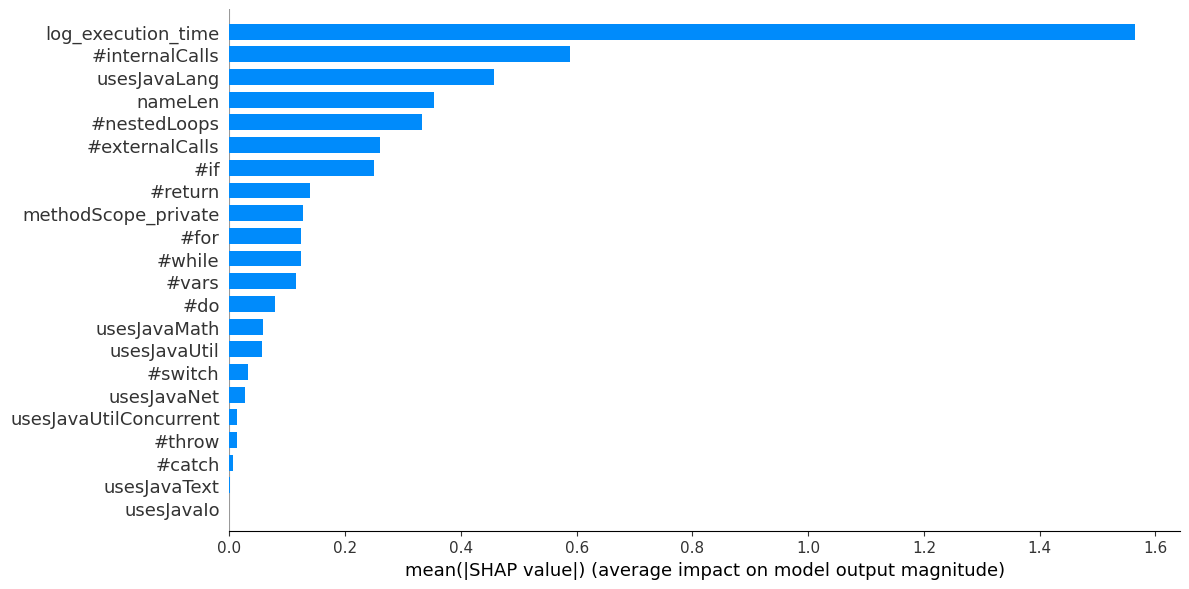 log_execution_time
#internalCalls
usesJavaLang
nameLen
#nestedLoops
#externalCalls
#if
#return
methodScope_private
#for
#while
#vars
#do
usesJavaMath
usesJavaUtil
#switch
usesJavaNet
usesJavaUtilConcurrent
#throw
#catch
usesJavaText
usesJavaIo
0.0 0.2 0.4 0.6 0.8 1.0 1.2 1.4 1.6
mean(|SHAP value|) (average impact on model output magnitude)